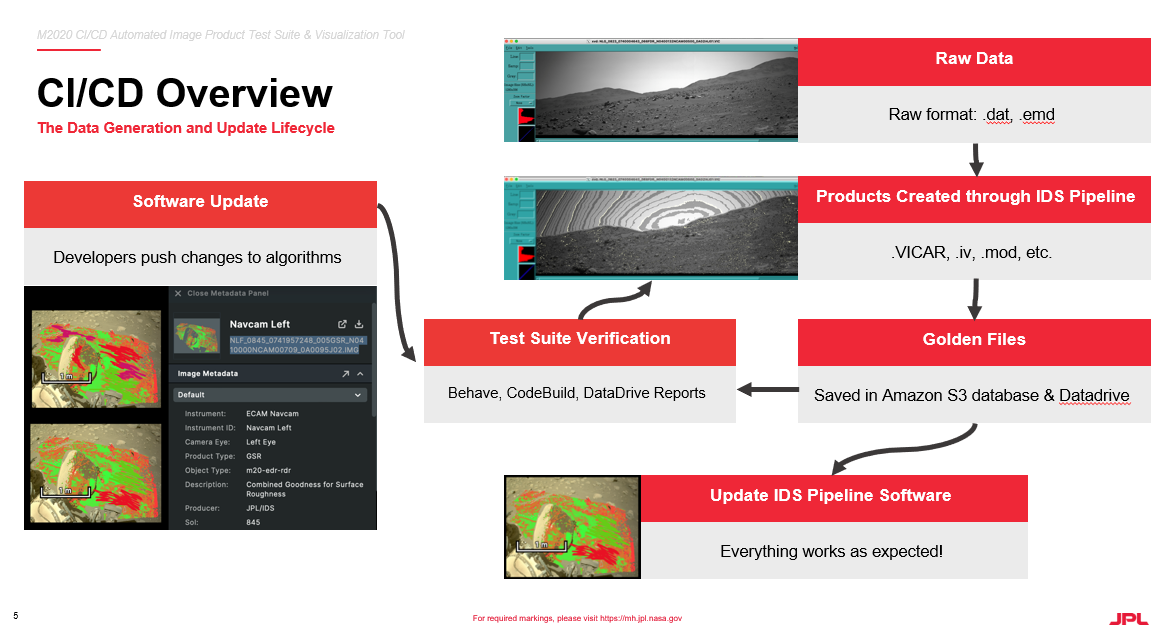 M2020 CI/CD Automated Image Product Test Suite & Visualization Tool
CI/CD Overview
The Data Generation and Update Lifecycle
Software Update
Developers push changes to algorithms
Close Metadata Panel
Navcam Left
NLF_0845_0741957248_005GSR_N04
10000NCAM00709_0A0095J02.IMG
Image Metadata
Default
Instrument: ECAM Navcam
Instrument ID: Navcam Left
Camera Eye: Left Eye
Product Type: GSR
Object Type: m20-edr-rdr
Description: Combined Goodness for Surface
Roughness
Producer: JPL/IDS
Sol: 845
1 m
1 m
Raw Data
Raw format: .dat, .emd
Products Created through IDS Pipeline
.VICAR, .iv, .mod, etc.
Test Suite Verification
Behave, CodeBuild, DataDrive Reports
Golden Files
Saved in Amazon S3 database & Datadrive
Update IDS Pipeline Software
Everything works as expected!
1 m
5
For required markings, please visit https://mh.jpl.nasa.gov
JPL